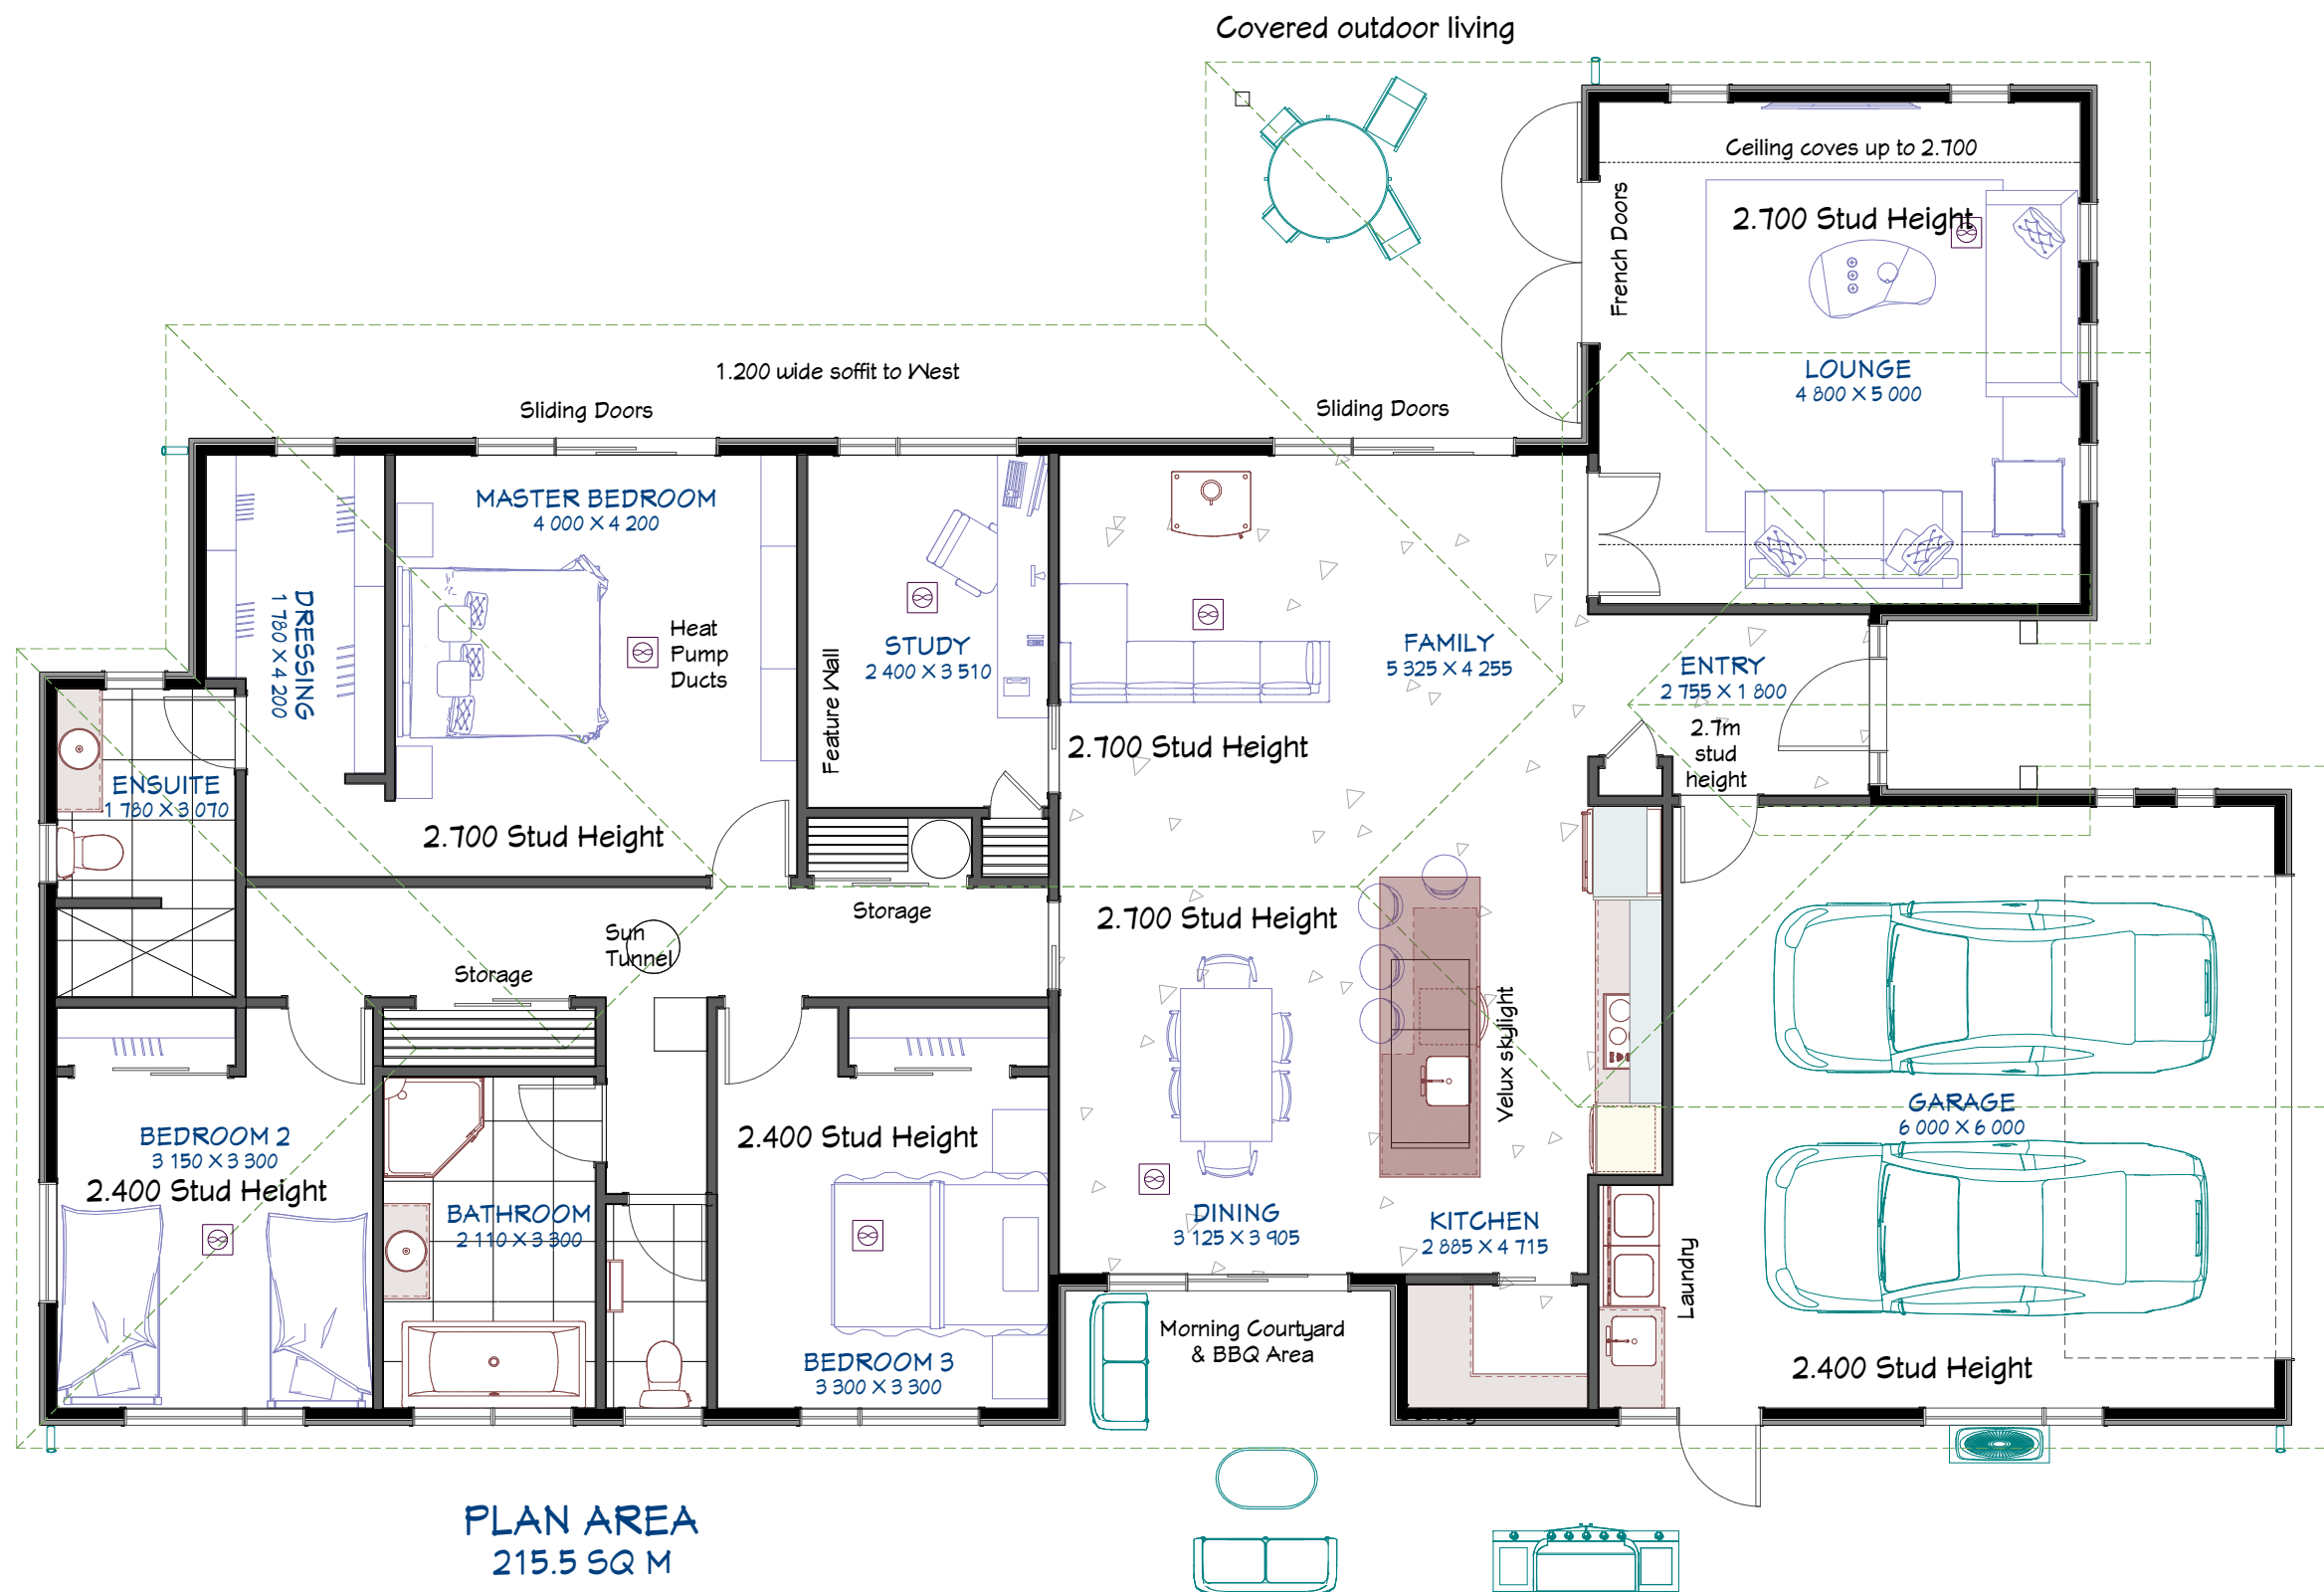 Covered outdoor living
Ceiling coves up to 2.700
2.700 Stud Height
French Doors
LOUNGE
4 800 X 5 000
1.200 wide soffit to West
Sliding Doors
Sliding Doors
MASTER BEDROOM
4 000 X 4 200
DRESSING
1 780 X 4 200
Heat
Pump
Ducts
STUDY
2 400 X 3 510
Feature Wall
FAMILY
5 325 X 4 255
ENTRY
2 755 X 1 800
2.7m
stud
height
2.700 Stud Height
ENSUITE
1 780 X 3 070
2.700 Stud Height
Storage
2.700 Stud Height
Sun
Tunnel
Storage
Velux skylight
GARAGE
6 000 X 6 000
BEDROOM 2
3 150 X 3 300
2.400 Stud Height
2.400 Stud Height
BATHROOM
2 110 X 3 300
DINING
3 125 X 3 905
KITCHEN
2 885 X 4 715
Laundry
Morning Courtyard
& BBQ Area
BEDROOM 3
3 300 X 3 300
2.400 Stud Height
PLAN AREA
215.5 SQ M